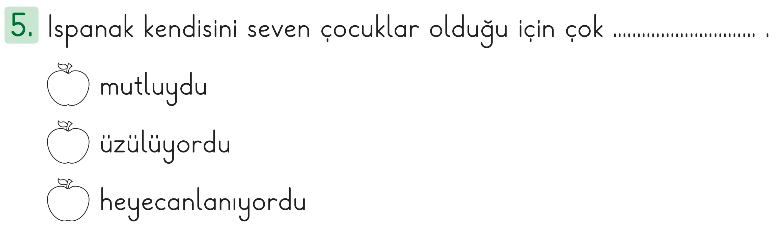 5. Ispanak kendisini seven çocuklar olduğu için çok .............................. .
mutluydu
üzülüyordu
heyecanlanıyordu